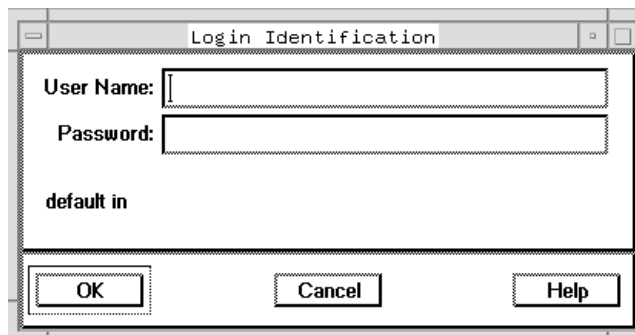 Login Identification
User Name:
Password:
default in
OK Cancel Help